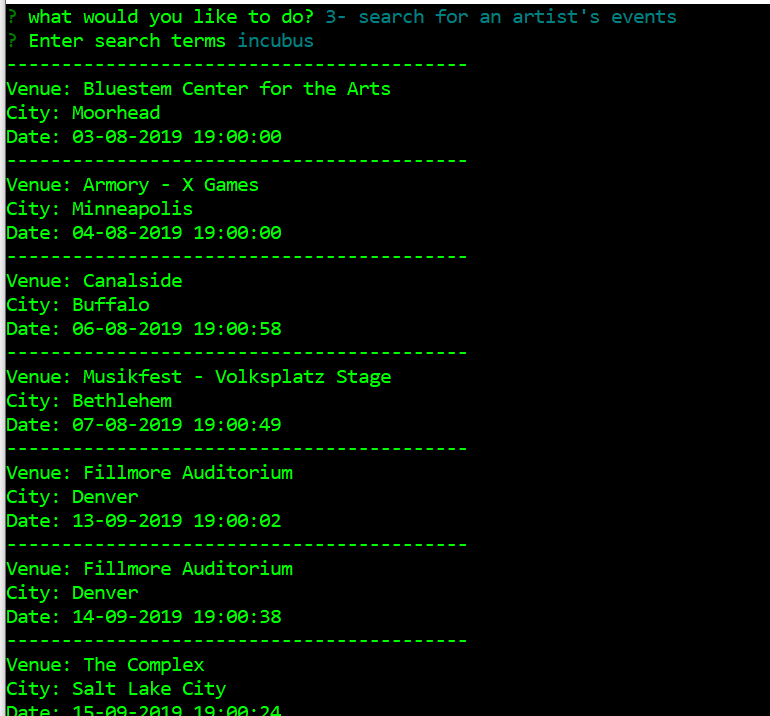 ? what would you like to do? 3- search for an artist's events
? Enter search terms incubus
------------------------------------------
Venue: Bluestem Center for the Arts
City: Moorhead
Date: 03-08-2019 19:00:00
------------------------------------------
Venue: Armory - X Games
City: Minneapolis
Date: 04-08-2019 19:00:00
------------------------------------------
Venue: Canalside
City: Buffalo
Date: 06-08-2019 19:00:58
------------------------------------------
Venue: Musikfest - Volksplatz Stage
City: Bethlehem
Date: 07-08-2019 19:00:49
------------------------------------------
Venue: Fillmore Auditorium
City: Denver
Date: 13-09-2019 19:00:02
------------------------------------------
Venue: Fillmore Auditorium
City: Denver
Date: 14-09-2019 19:00:38
------------------------------------------
Venue: The Complex
City: Salt Lake City
Date: 15-09-2019 19:00:24